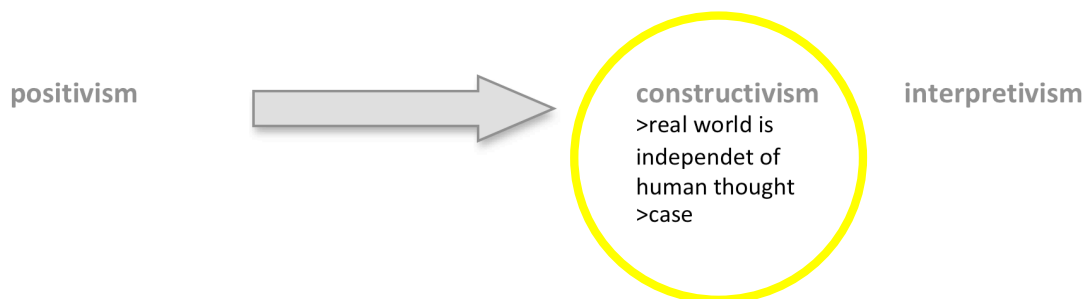 positivism
constructivism
interpretivism
>real world is
independet of
human thought
>case